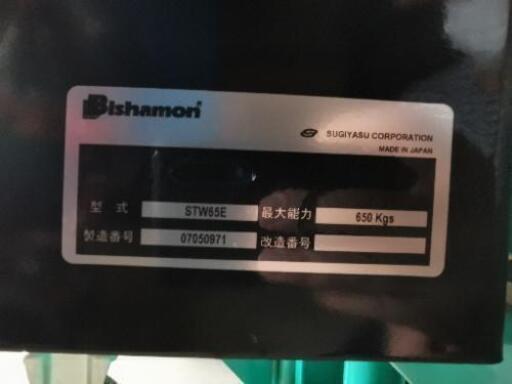 Bishamon
SUGIYASU CORPORATION
MADE IN JAPAN
型式 STW65E 最大能力 650 Kgs
製造番号 07050971 改造番号